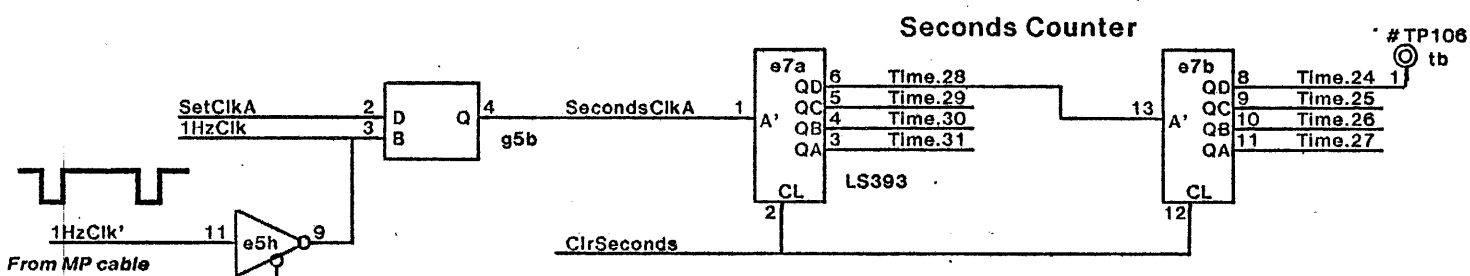 Seconds Counter
# TP106
tb
e7a
6 Time.28
QD
5 Time.29
QC
4 Time.30
QB
3 Time.31
QA
1 A'
CL
2
LS393
e7b
8 Time.24 1
QD
9 Time.25
QC
10 Time.26
QB
11 Time.27
QA
13 A'
CL
12
SetClkA 2 D Q 4 SecondsClkA
1HzClk 3 B
g5b
1HzClk' 11 e5h 9
ClrSeconds
From MP cable